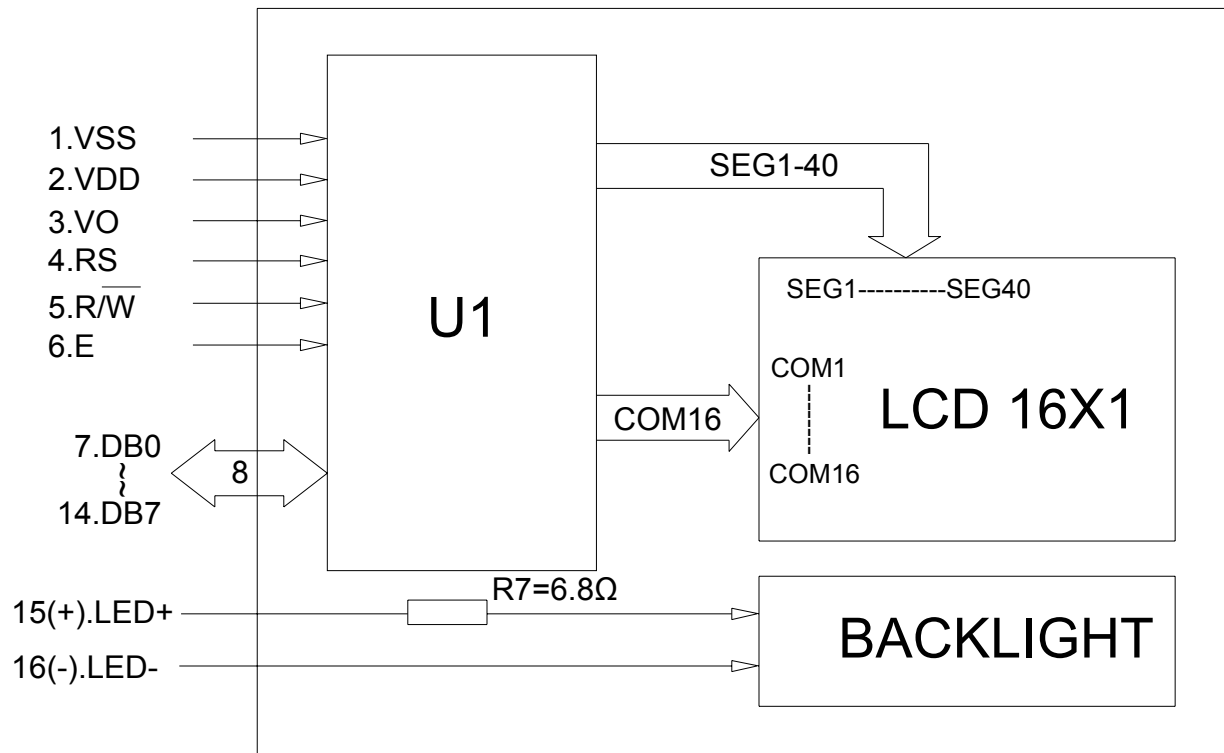 1.VSS
2.VDD
3.VO
4.RS
5.R/W̅
6.E
7.DB0
~
~
14.DB7
8
U1
SEG1-40
COM16
SEG1----------SEG40
COM1
COM16
LCD 16X1
R7=6.8Ω
15(+).LED+
16(-).LED-
BACKLIGHT